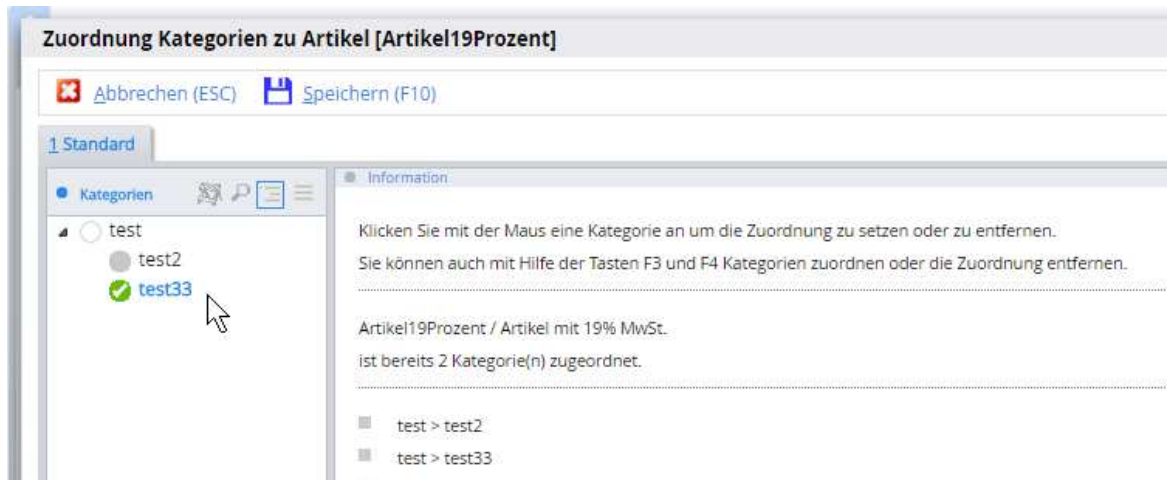 Zuordnung Kategorien zu Artikel [Artikel19Prozent]
Abbrechen (ESC) Speichern (F10)
1 Standard
Kategorien
Information
test
test2
test33
Klicken Sie mit der Maus eine Kategorie an um die Zuordnung zu setzen oder zu entfernen.
Sie können auch mit Hilfe der Tasten F3 und F4 Kategorien zuordnen oder die Zuordnung entfernen.
Artikel19Prozent / Artikel mit 19% MwSt.
ist bereits 2 Kategorie(n) zugeordnet.
test > test2
test > test33